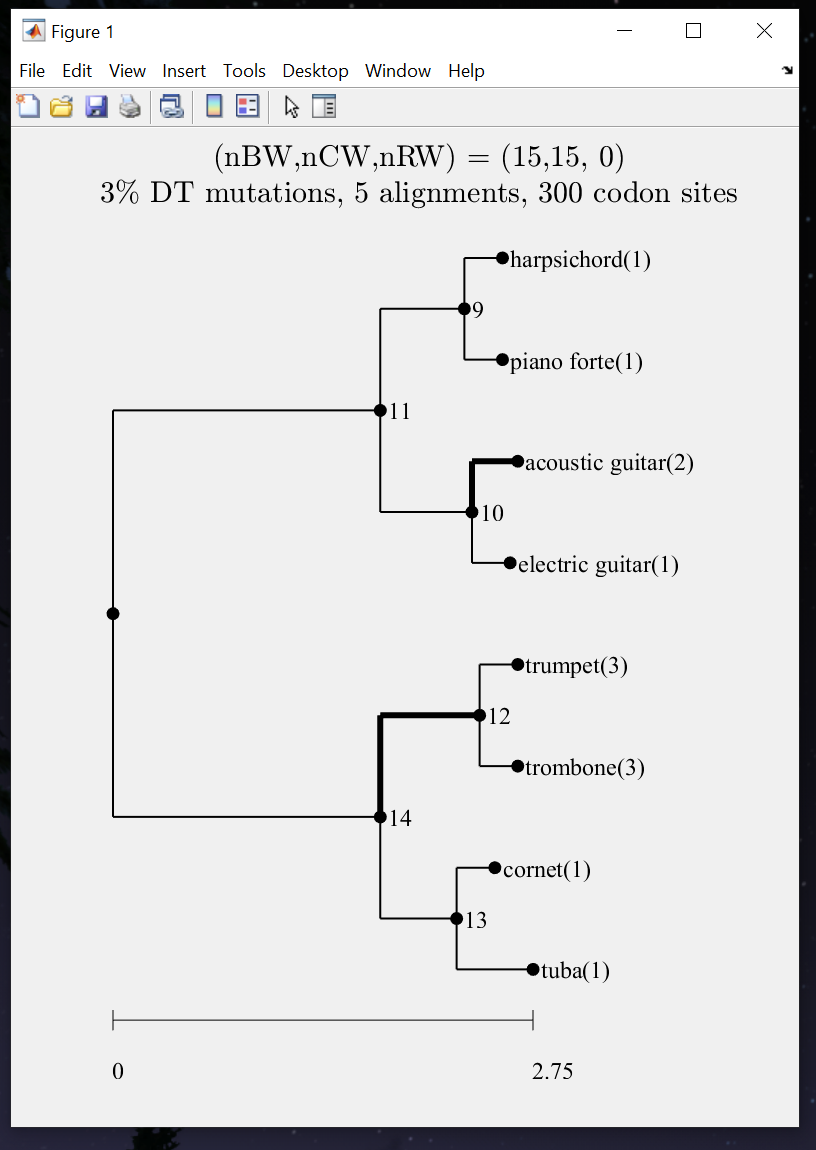 Figure 1
File Edit View Insert Tools Desktop Window Help
(nBW,nCW,nRW) = (15,15, 0)
3% DT mutations, 5 alignments, 300 codon sites
harpsichord(1)
9
piano forte(1)
11
acoustic guitar(2)
10
electric guitar(1)
trumpet(3)
12
trombone(3)
14
cornet(1)
13
tuba(1)
0 2.75